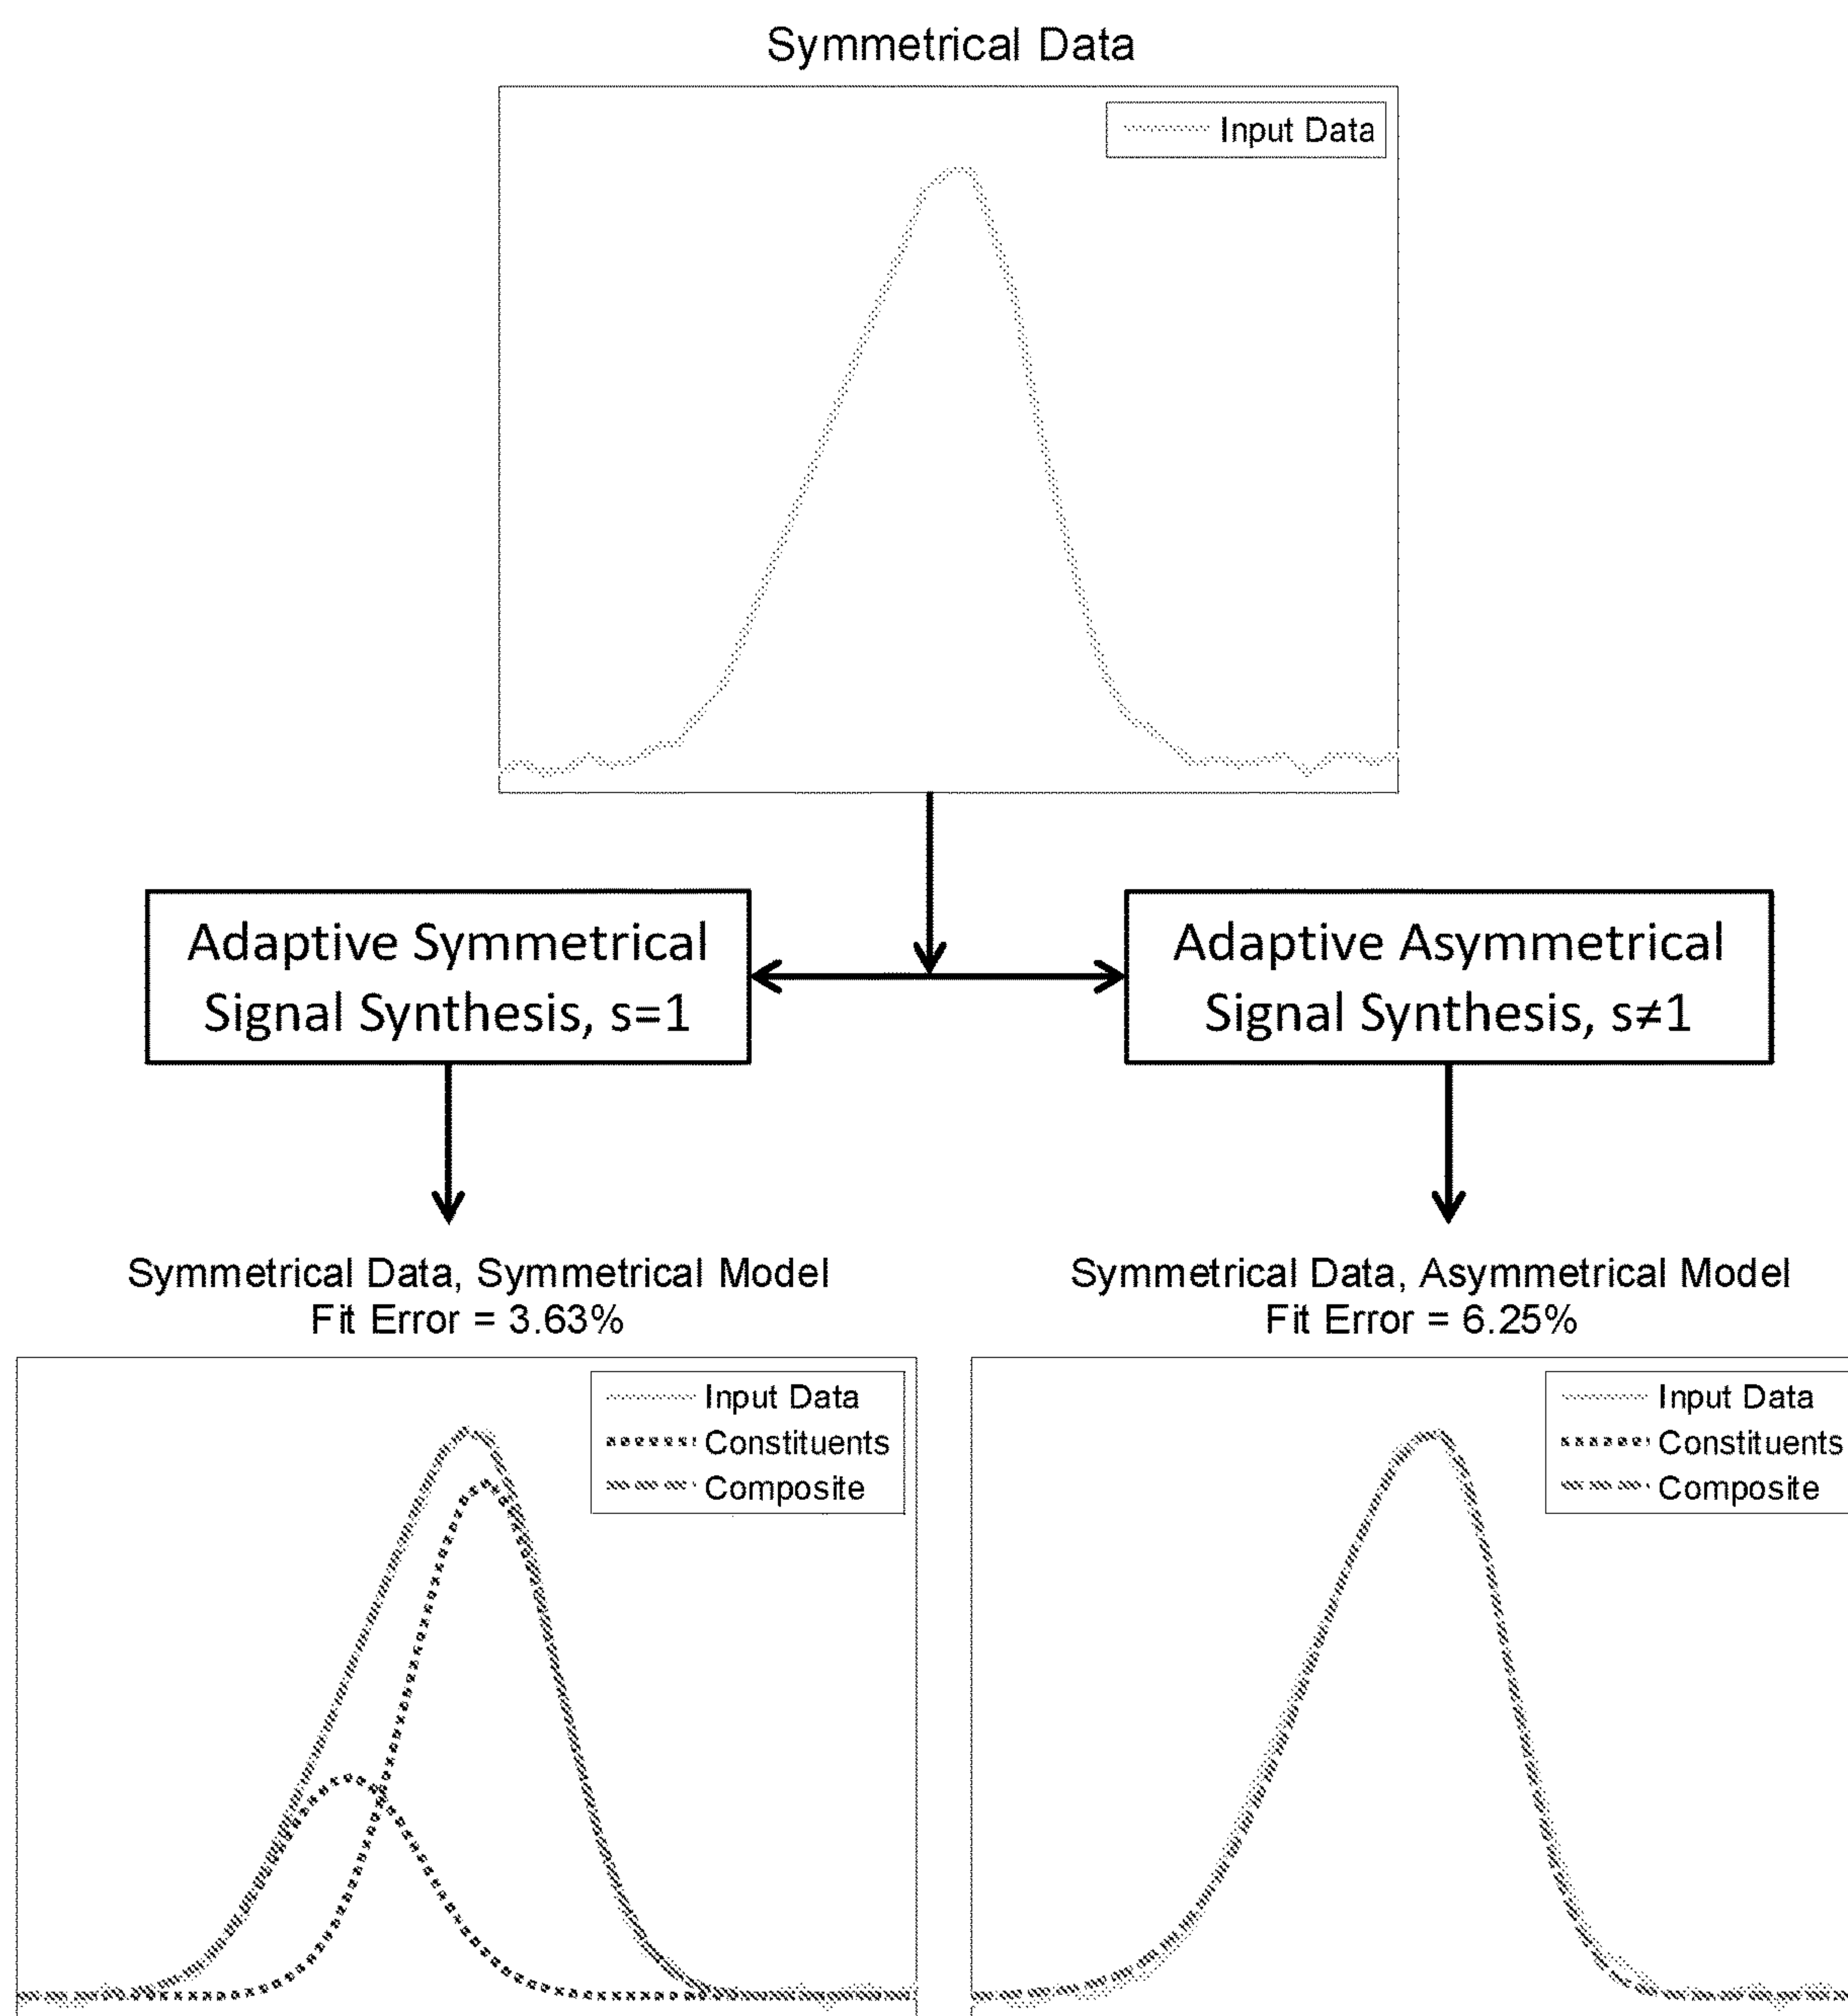 Symmetrical Data
Input Data
Adaptive Symmetrical
Signal Synthesis, s=1
Adaptive Asymmetrical
Signal Synthesis, s≠1
Symmetrical Data, Symmetrical Model
Fit Error = 3.63%
Input Data
Constituents
Composite
Symmetrical Data, Asymmetrical Model
Fit Error = 6.25%
Input Data
Constituents
Composite